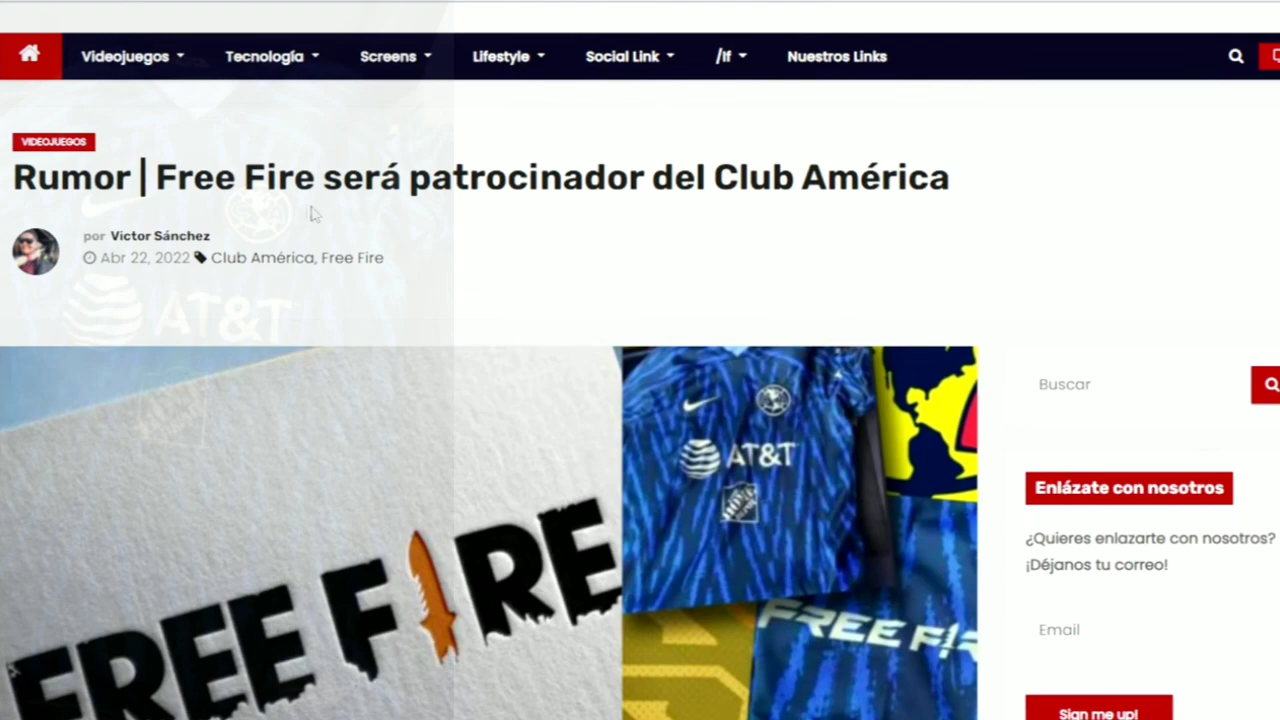 Videojuegos Tecnología Screens Lifestyle Social Link /lf Nuestros Links
VIDEOJUEGOS
Rumor | Free Fire será patrocinador del Club América
por Victor Sánchez
Abr 22, 2022 Club América, Free Fire
AT&T
Buscar
AT&T
Enlázate con nosotros
¿Quieres enlazarte con nosotros?
¡Déjanos tu correo!
FREE FIRE
FREE FIR
Email
Sign me up!